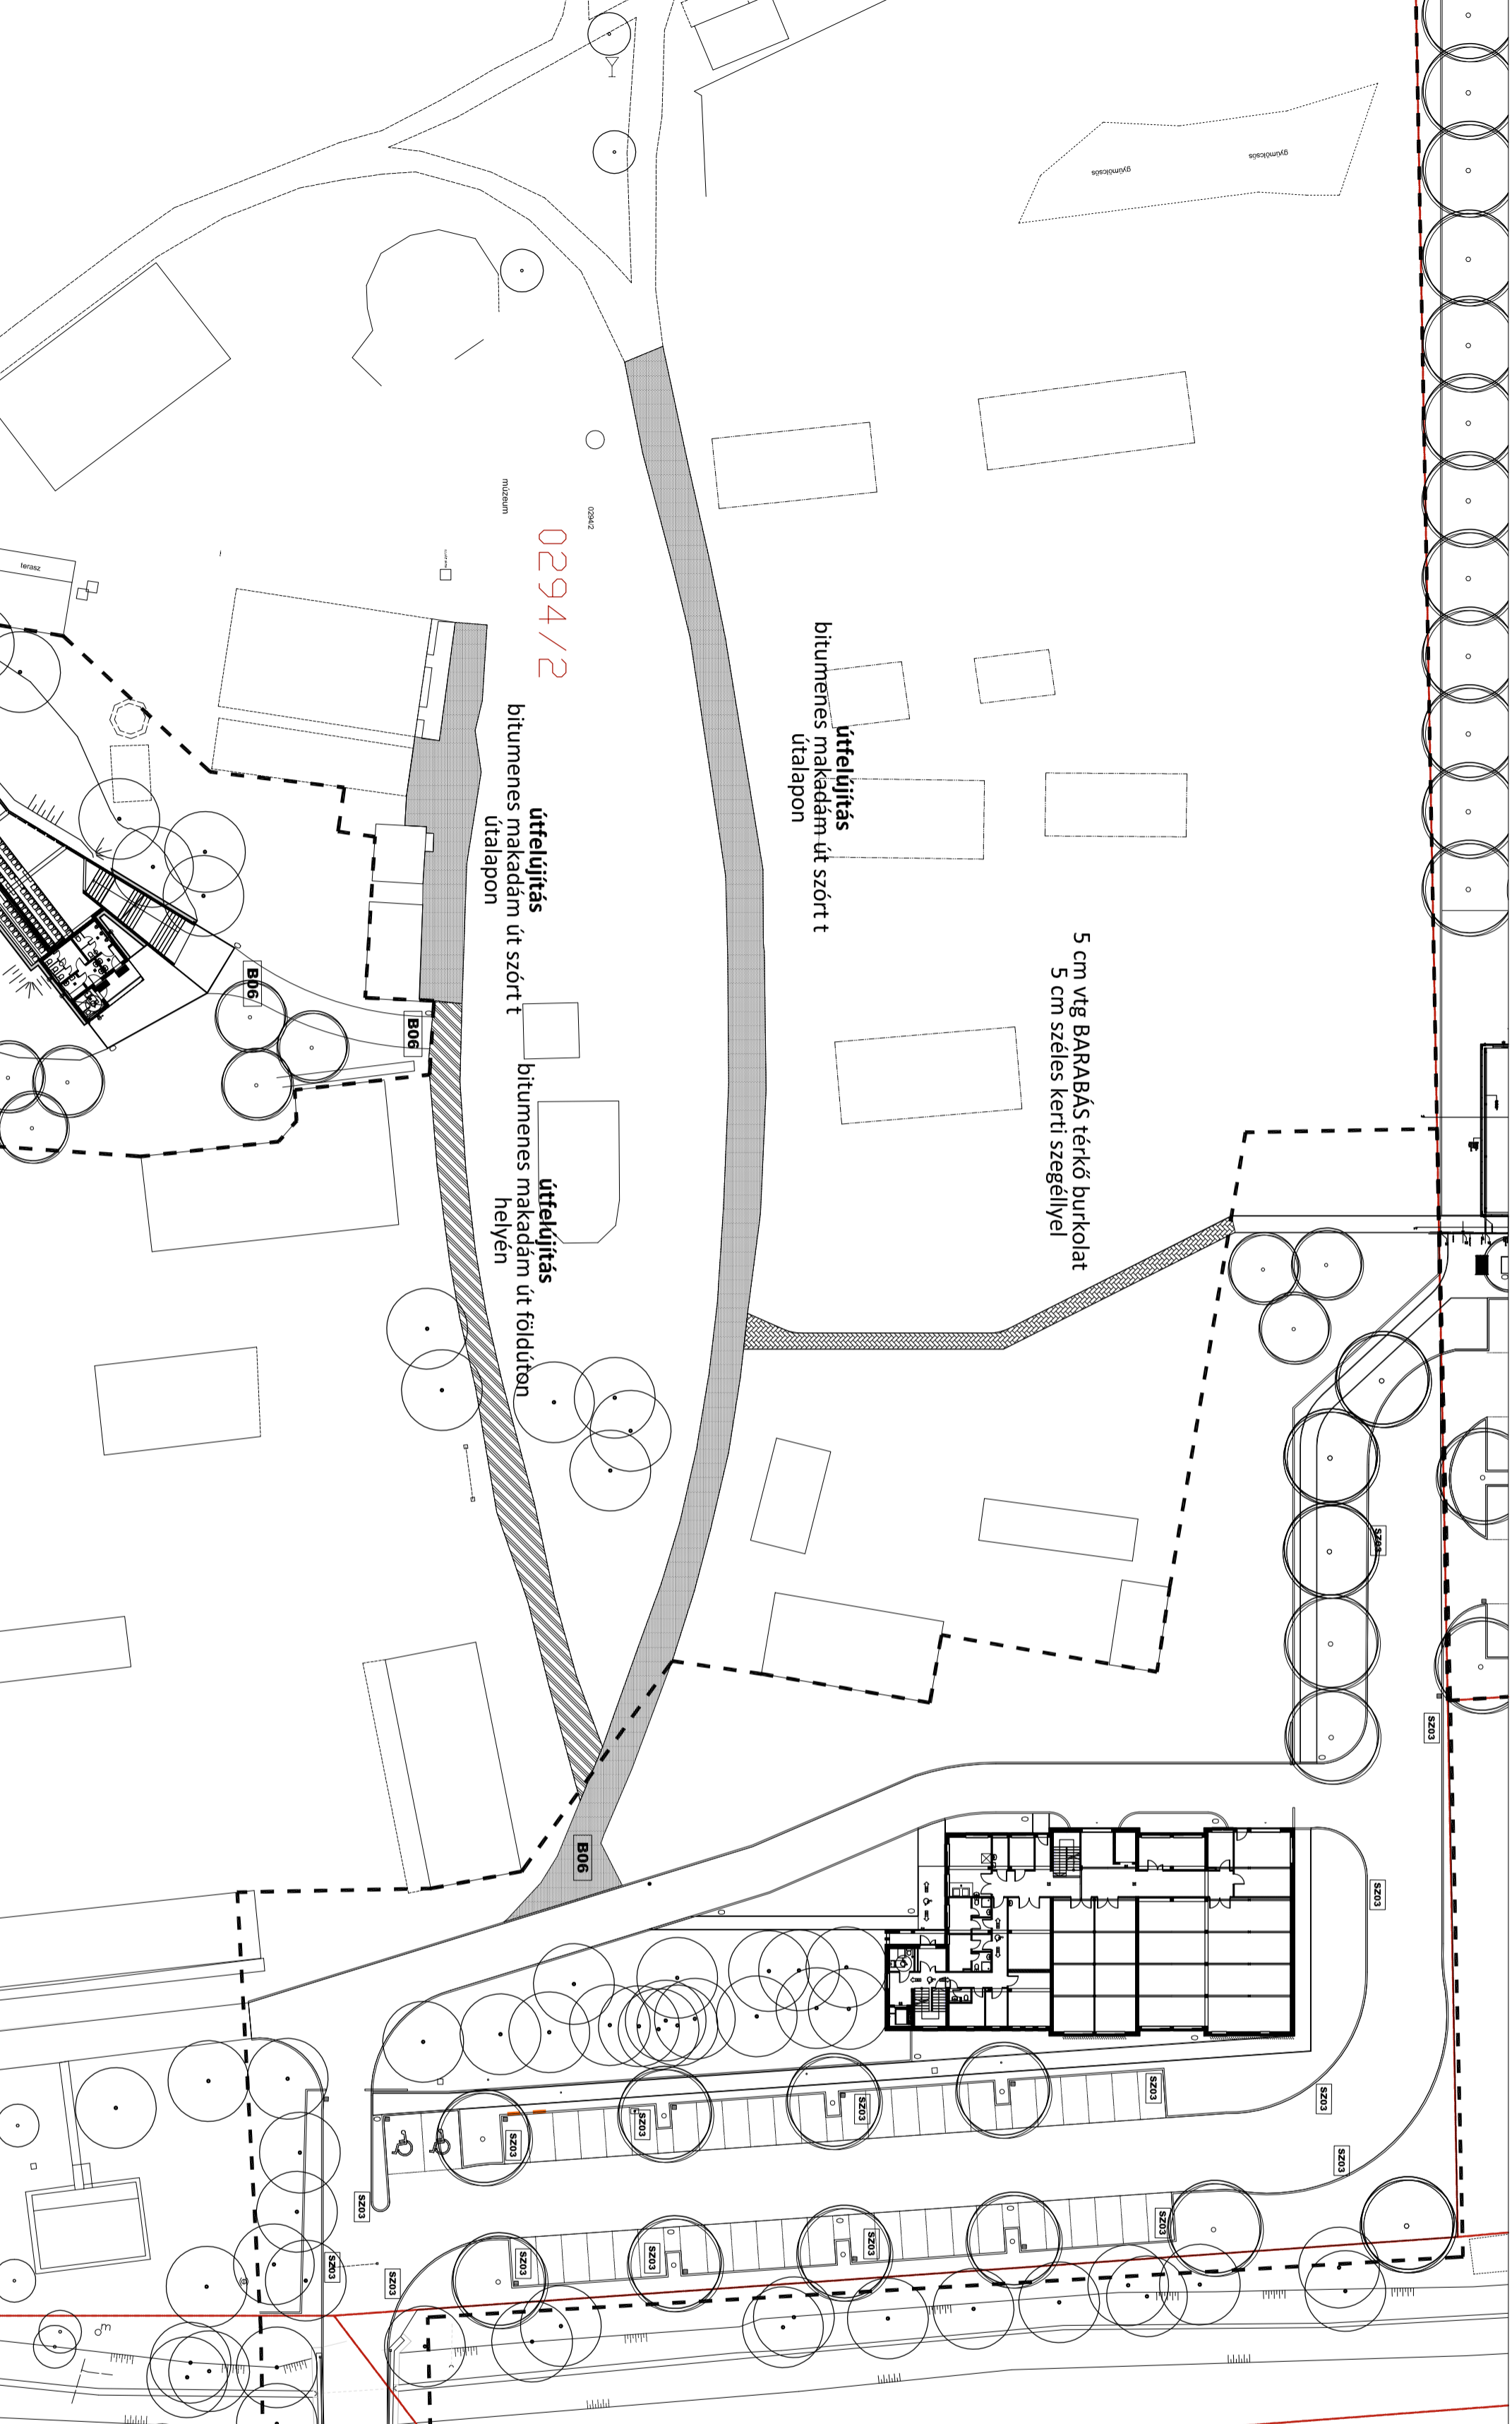 gyümölcsös
gyümölcsös
múzeum
0294/2
0294/2
terasz
útfelújítás
bitumenes makadám út szórt t
útalapon
útfelújítás
bitumenes makadám út szórt t
útalapon
5 cm vtg BARABÁS térkő burkolat
5 cm széles kerti szegéllyel
B06
B06
útfelújítás
bitumenes makadám út földúton
helyén
SZ03
SZ03
B06
SZ03
SZ03
SZ03
SZ03
SZ03
SZ03
SZ03
SZ03
SZ03
SZ03
SZ03
SZ03
SZ03
SZ03
m